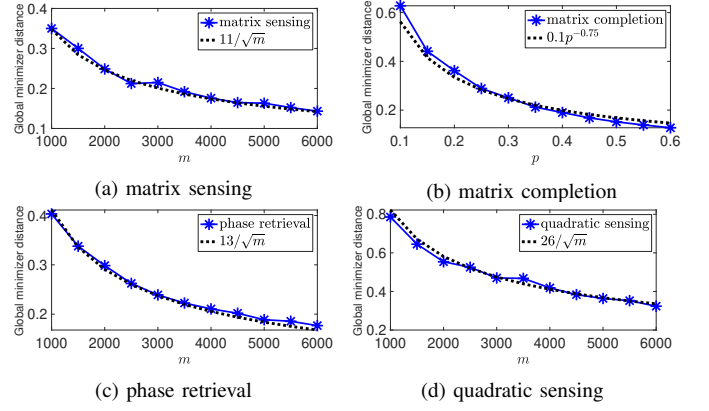 Global minimizer distance
0.4
0.3
0.2
0.1
1000 2000 3000 4000 5000 6000
m
matrix sensing
11/√m
(a) matrix sensing
Global minimizer distance
0.6
0.4
0.2
0.1 0.2 0.3 0.4 0.5 0.6
p
matrix completion
0.1p^{-0.75}
(b) matrix completion
Global minimizer distance
0.4
0.3
0.2
1000 2000 3000 4000 5000 6000
m
phase retrieval
13/√m
(c) phase retrieval
Global minimizer distance
0.8
0.6
0.4
0.2
1000 2000 3000 4000 5000 6000
m
quadratic sensing
26/√m
(d) quadratic sensing